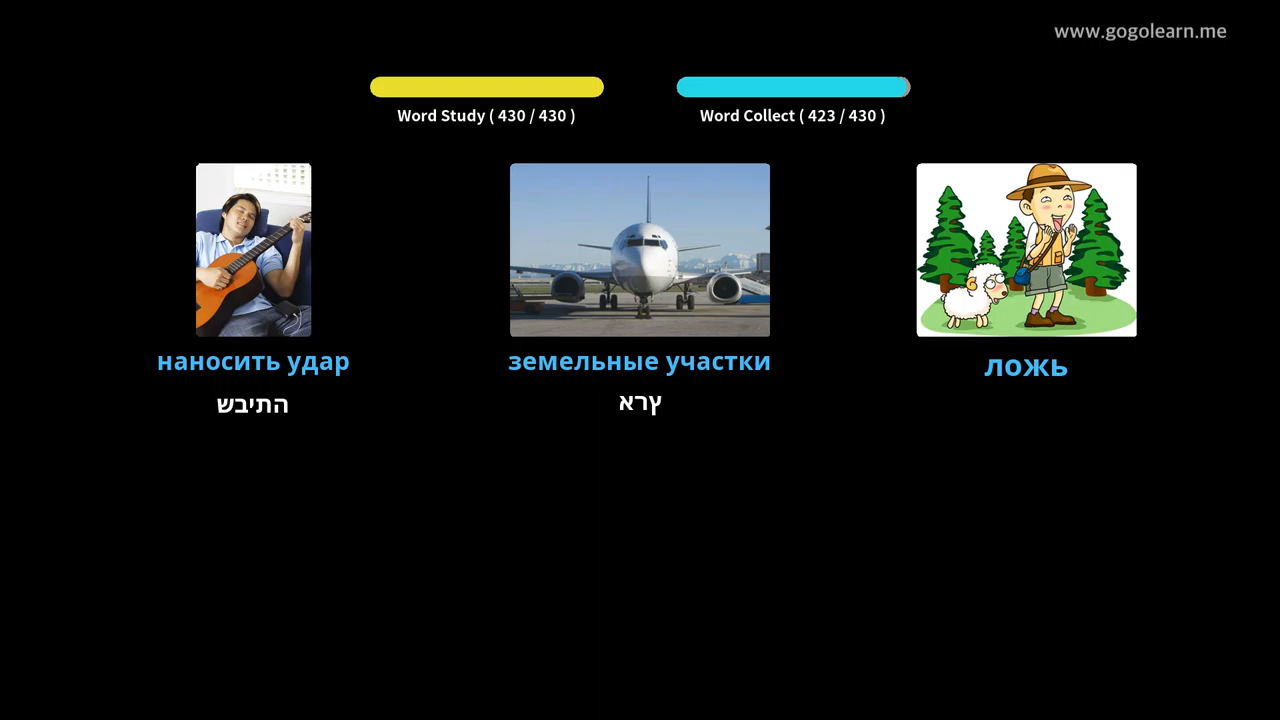 www.gogolearn.me
Word Study ( 430 / 430 )
Word Collect ( 423 / 430 )
наносить удар
התיבש
земельные участки
ץרא
ложь